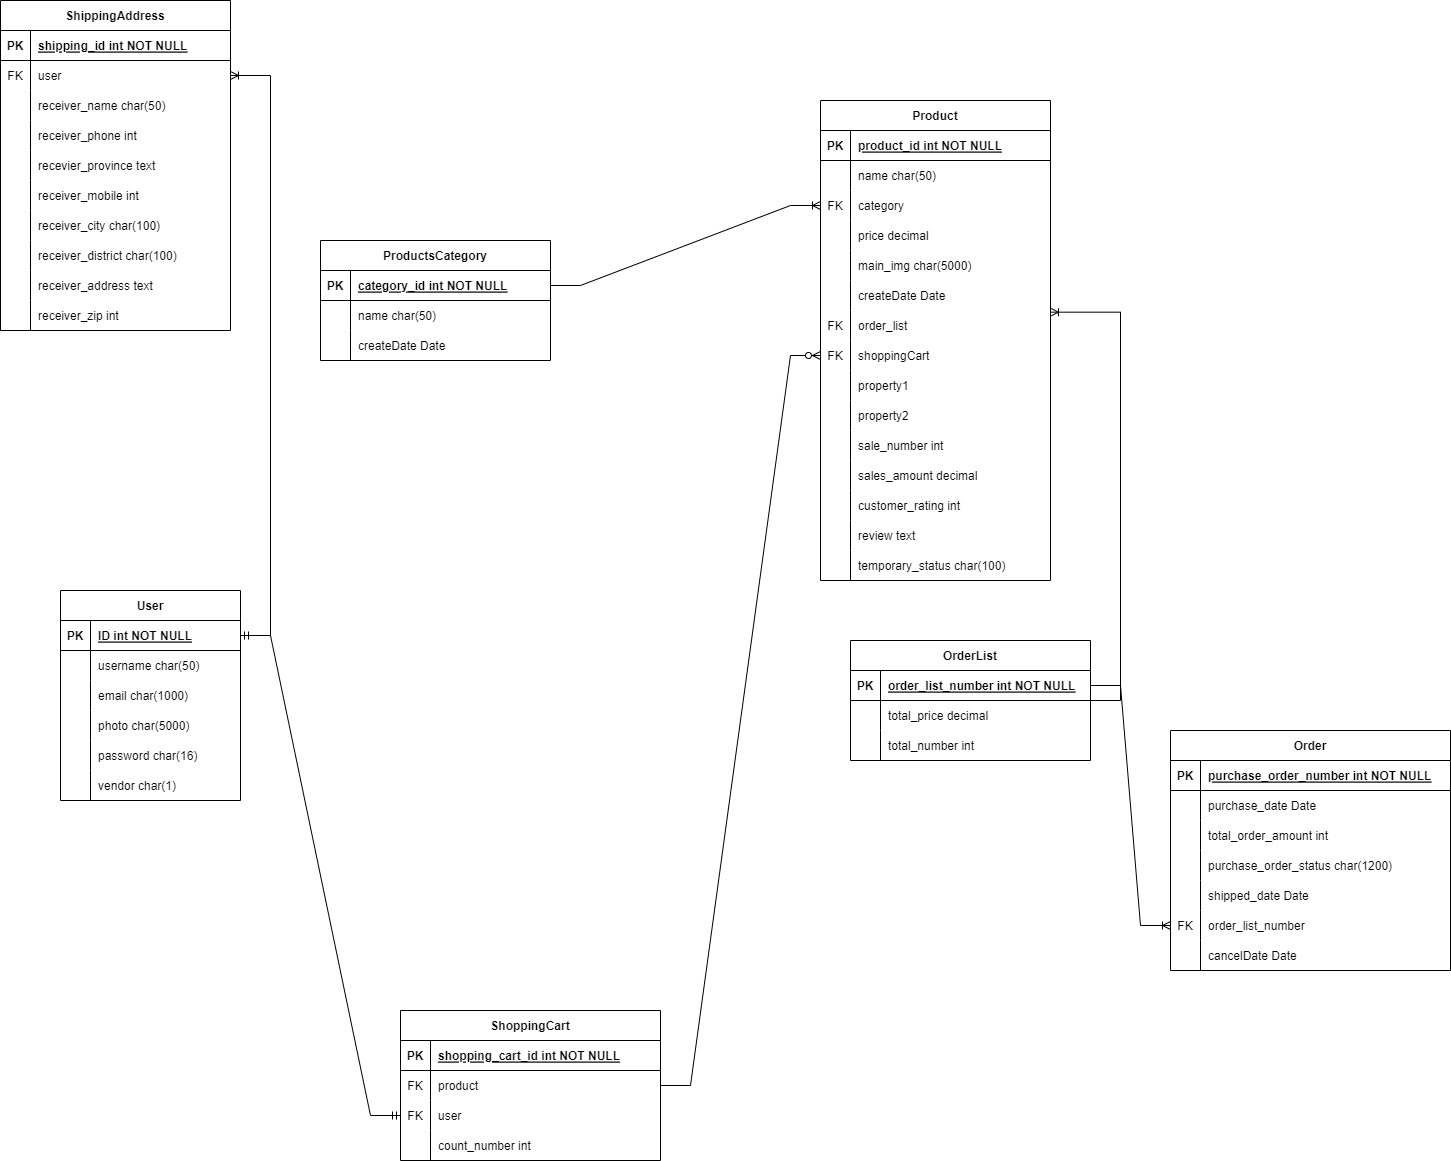 ShippingAddress
PK shipping_id int NOT NULL
FK user
receiver_name char(50)
receiver_phone int
recevier_province text
receiver_mobile int
receiver_city char(100)
receiver_district char(100)
receiver_address text
receiver_zip int
ProductsCategory
PK category_id int NOT NULL
name char(50)
createDate Date
Product
PK product_id int NOT NULL
name char(50)
FK category
price decimal
main_img char(5000)
createDate Date
FK order_list
FK shoppingCart
property1
property2
sale_number int
sales_amount decimal
customer_rating int
review text
temporary_status char(100)
User
PK ID int NOT NULL
username char(50)
email char(1000)
photo char(5000)
password char(16)
vendor char(1)
OrderList
PK order_list_number int NOT NULL
total_price decimal
total_number int
Order
PK purchase_order_number int NOT NULL
purchase_date Date
total_order_amount int
purchase_order_status char(1200)
shipped_date Date
FK order_list_number
cancelDate Date
ShoppingCart
PK shopping_cart_id int NOT NULL
FK product
FK user
count_number int